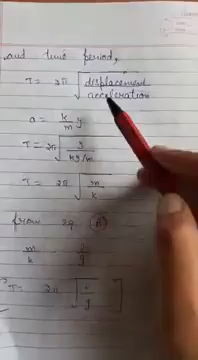 and time period,
T = 2π √displacement/acceleration
a = k/m y
T = 2π √y/ky/m
T = 2π √m/k
from eq (A)
m/k = /g
T = 2π √ /g ]